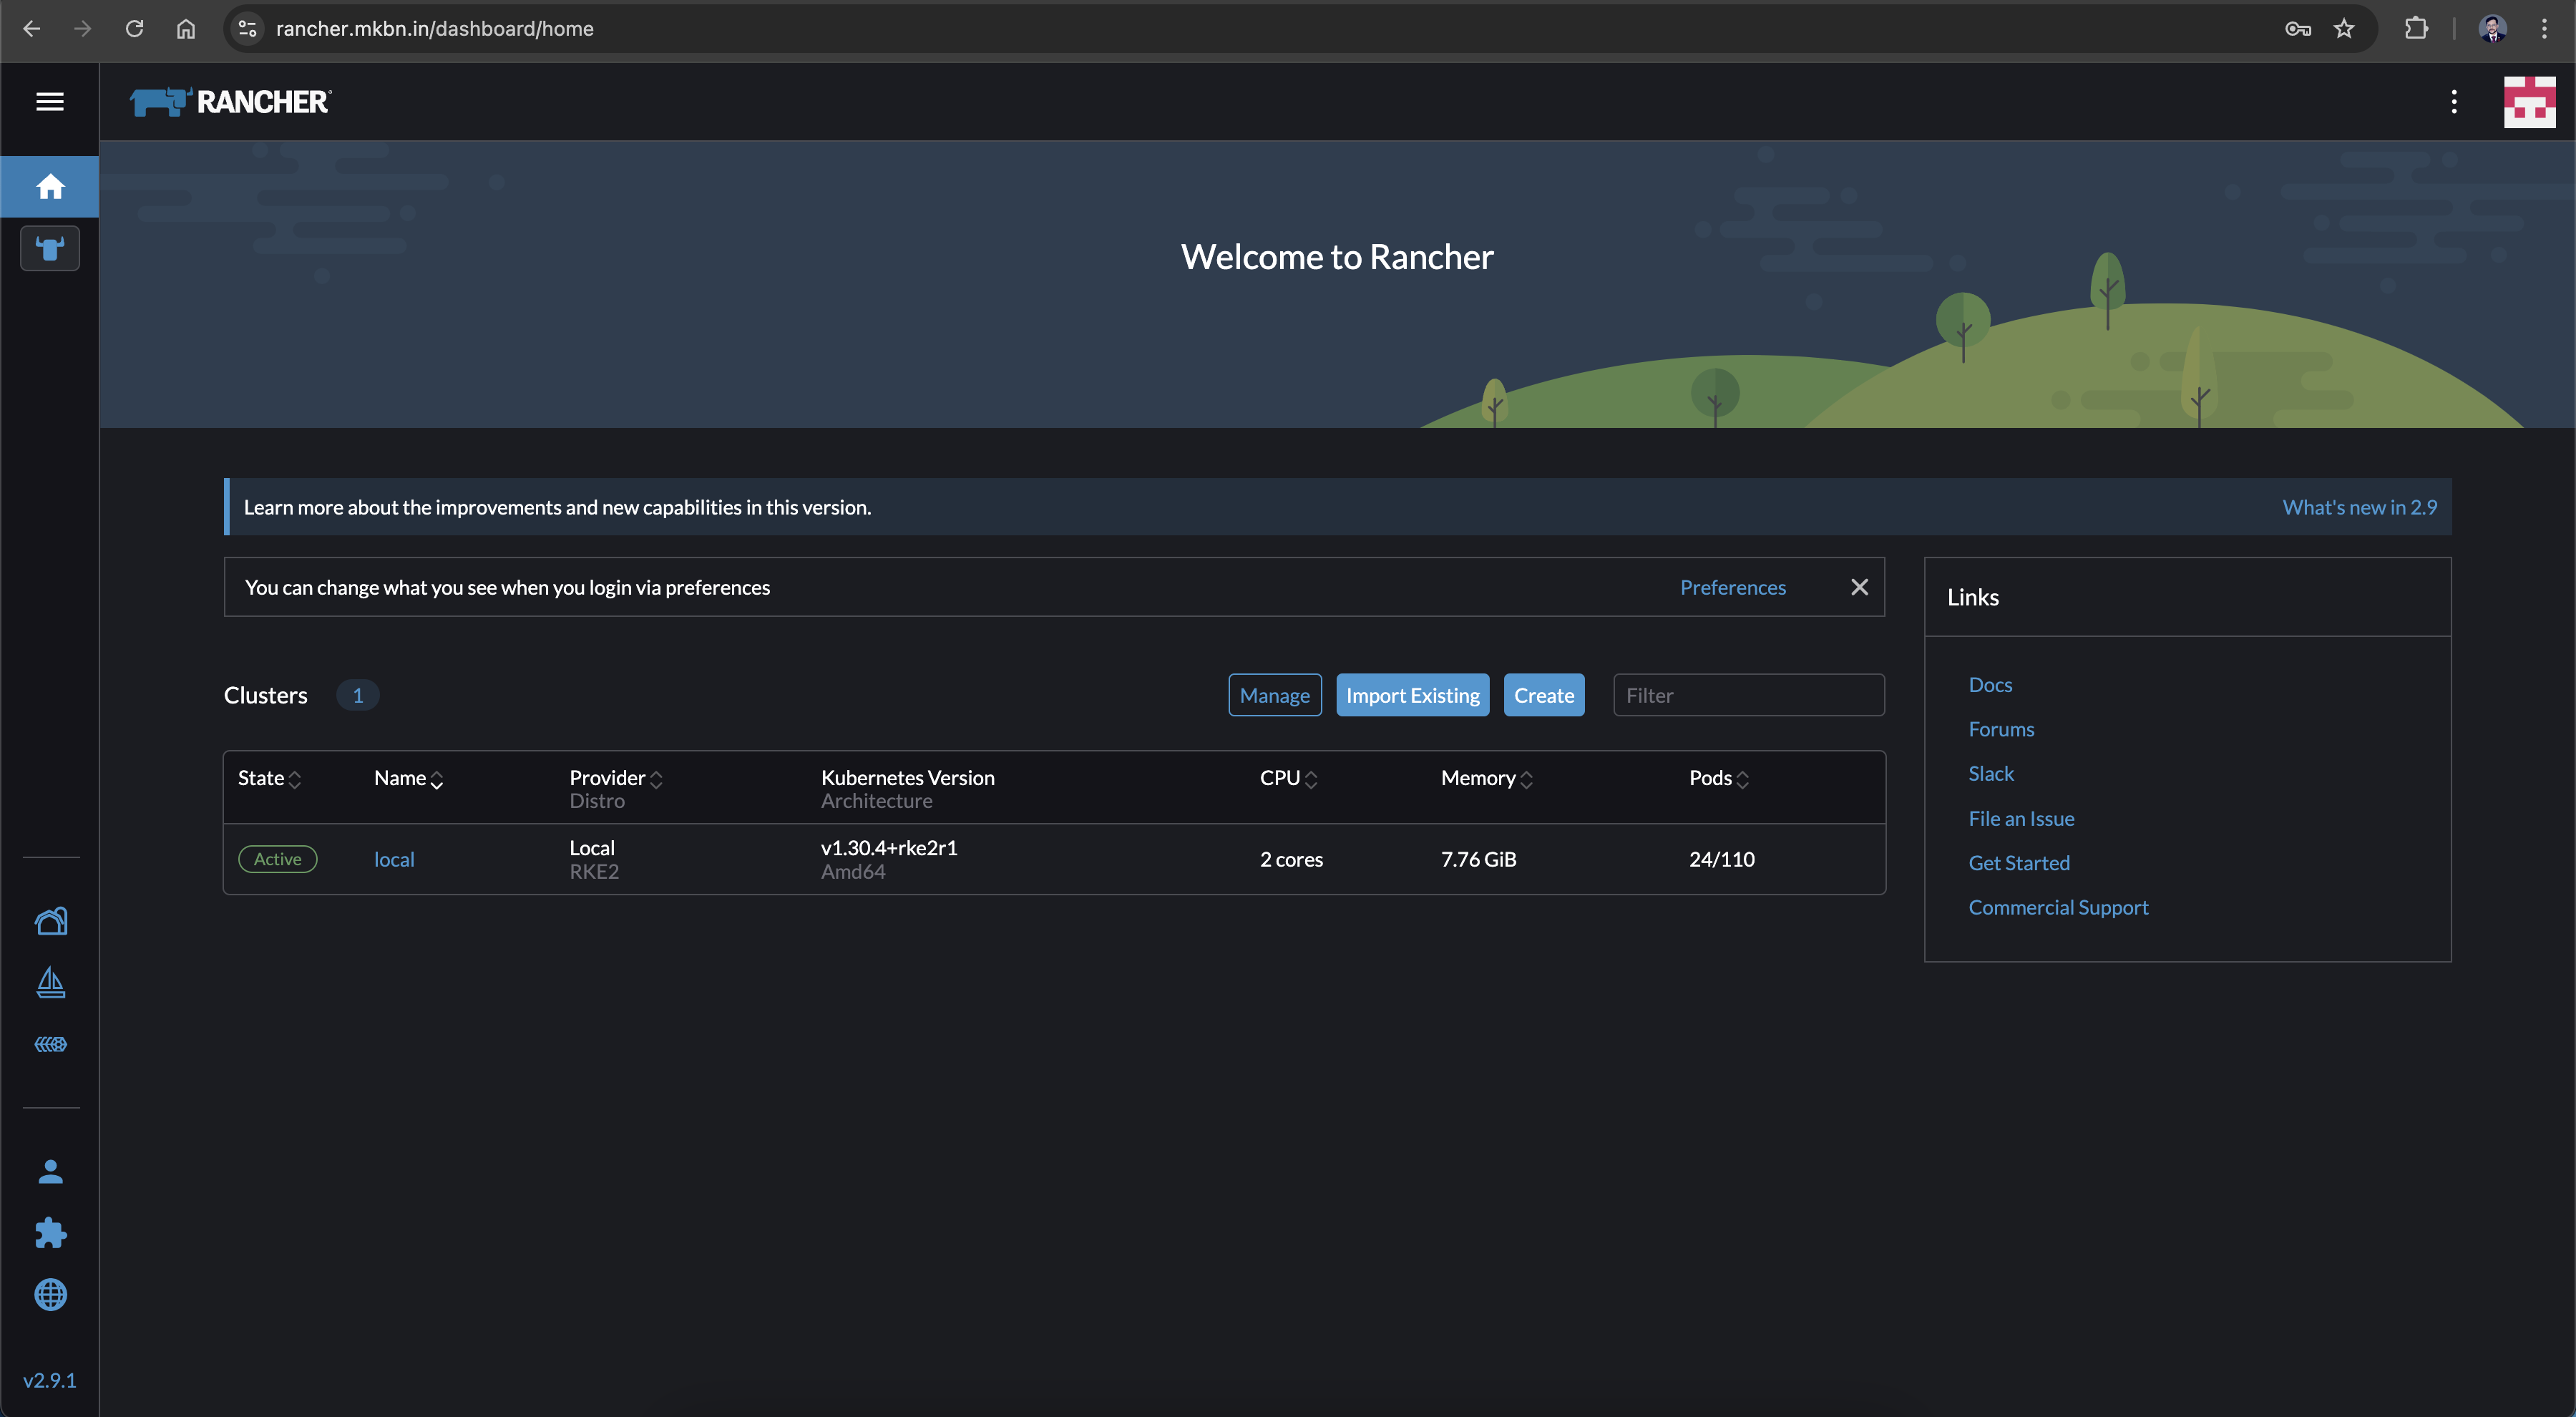 rancher.mkbn.in/dashboard/home
RANCHER
Welcome to Rancher
Learn more about the improvements and new capabilities in this version. What's new in 2.9
You can change what you see when you login via preferences Preferences
Links
Docs
Forums
Slack
File an Issue
Get Started
Commercial Support
Clusters 1 Manage Import Existing Create Filter
State Name Provider Kubernetes Version CPU Memory Pods
Distro Architecture
Active local Local v1.30.4+rke2r1 2 cores 7.76 GiB 24/110
RKE2 Amd64
v2.9.1